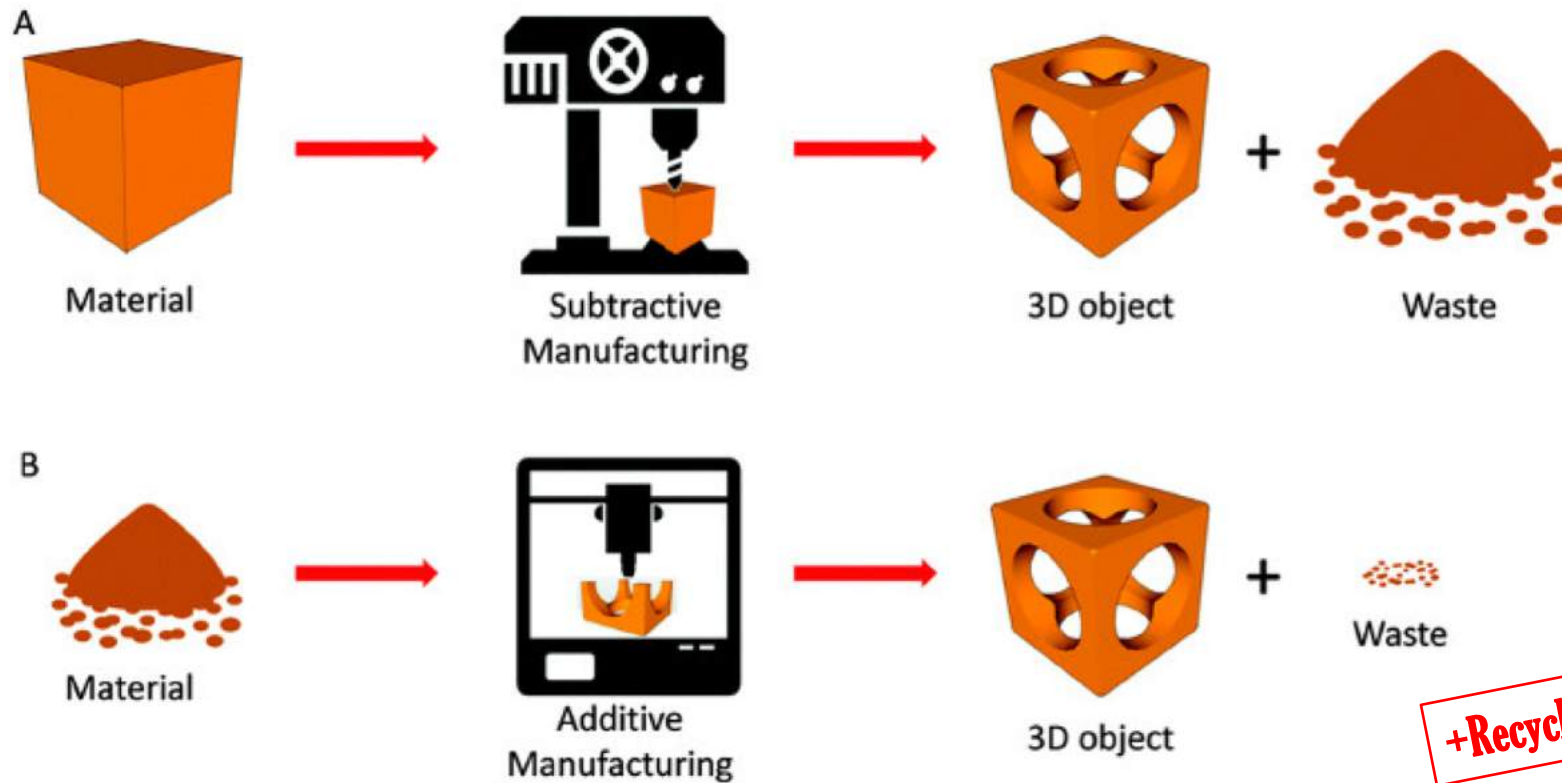 A
Material
Subtractive
Manufacturing
3D object
+
Waste
B
Material
Additive
Manufacturing
3D object
+
Waste